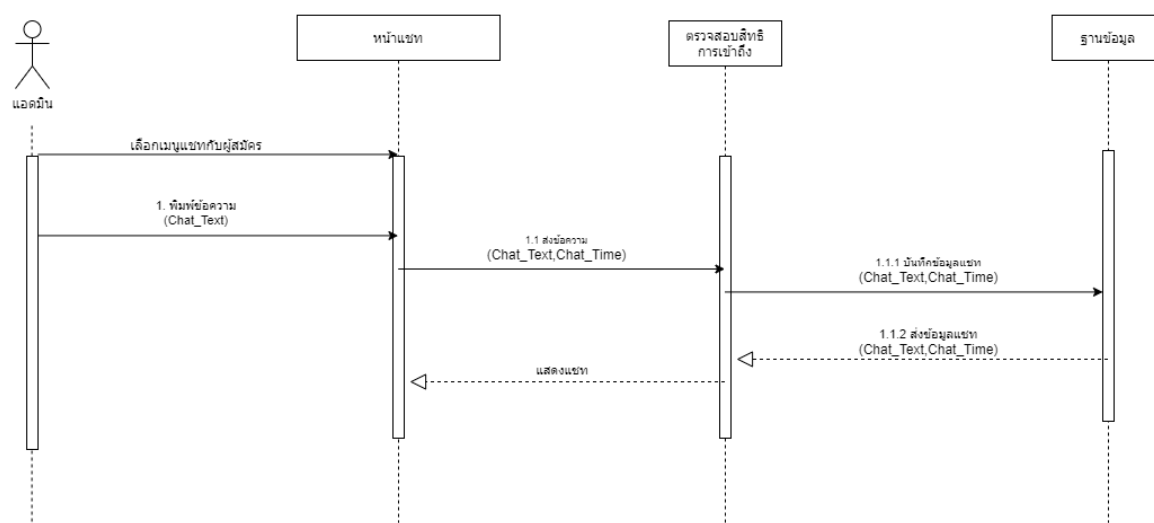 หน้าแชท
ตรวจสอบสิทธิ
การเข้าถึง
ฐานข้อมูล
แอดมิน
เลือกเมนูแชทกับผู้สมัคร
1. พิมพ์ข้อความ
(Chat_Text)
1.1 ส่งข้อความ
(Chat_Text,Chat_Time)
1.1.1 บันทึกข้อมูลแชท
(Chat_Text,Chat_Time)
1.1.2 ส่งข้อมูลแชท
(Chat_Text,Chat_Time)
แสดงแชท